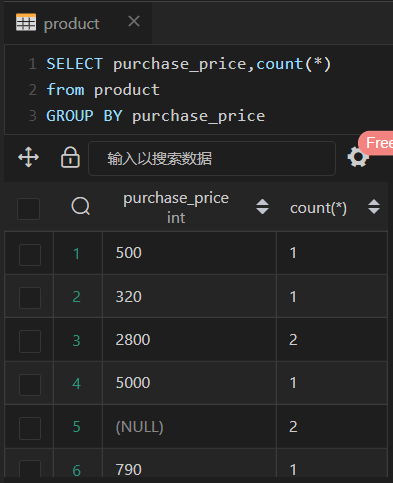 product
1 SELECT purchase_price,count(*)
2 from product
3 GROUP BY purchase_price
输入以搜索数据
Free
purchase_price int count(*)
1 500 1
2 320 1
3 2800 2
4 5000 1
5 (NULL) 2
6 790 1